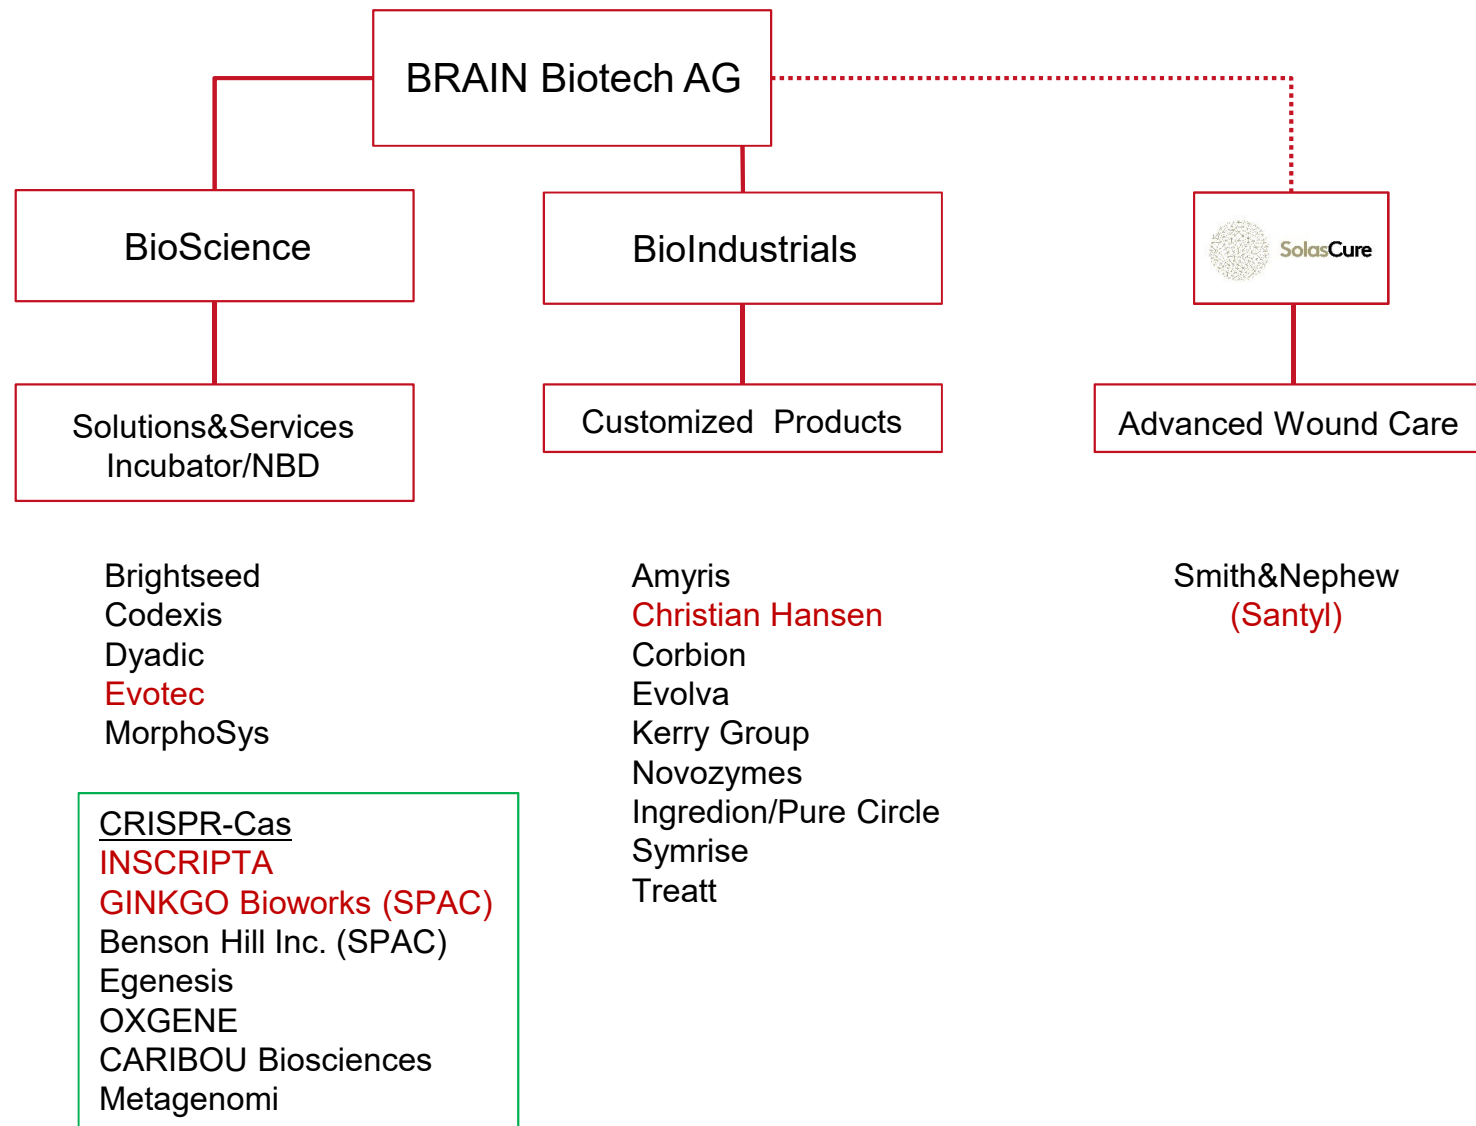 BRAIN Biotech AG
BioScience
BioIndustrials
SolasCure
Solutions&Services
Incubator/NBD
Customized Products
Advanced Wound Care
Brightseed
Codexis
Dyadic
Evotec
MorphoSys
CRISPR-Cas
INSCRIPTA
GINKGO Bioworks (SPAC)
Benson Hill Inc. (SPAC)
Egenesis
OXGENE
CARIBOU Biosciences
Metagenomi
Amyris
Christian Hansen
Corbion
Evolva
Kerry Group
Novozymes
Ingredion/Pure Circle
Symrise
Treatt
Smith&Nephew
(Santyl)